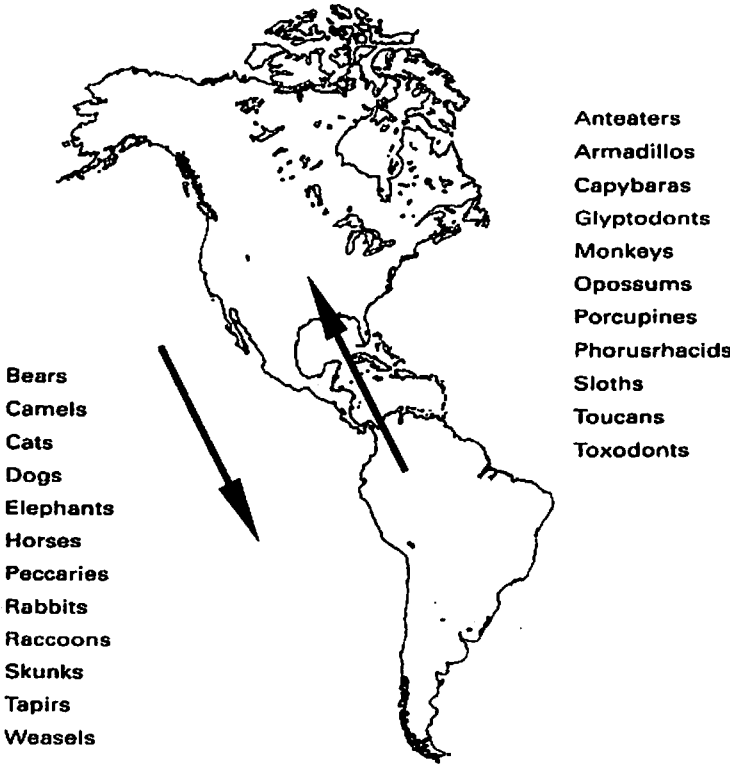 Anteaters
Armadillos
Capybaras
Glyptodonts
Monkeys
Opossums
Porcupines
Phorusrhacids
Sloths
Toucans
Toxodonts
Bears
Camels
Cats
Dogs
Elephants
Horses
Peccaries
Rabbits
Raccoons
Skunks
Tapirs
Weasels